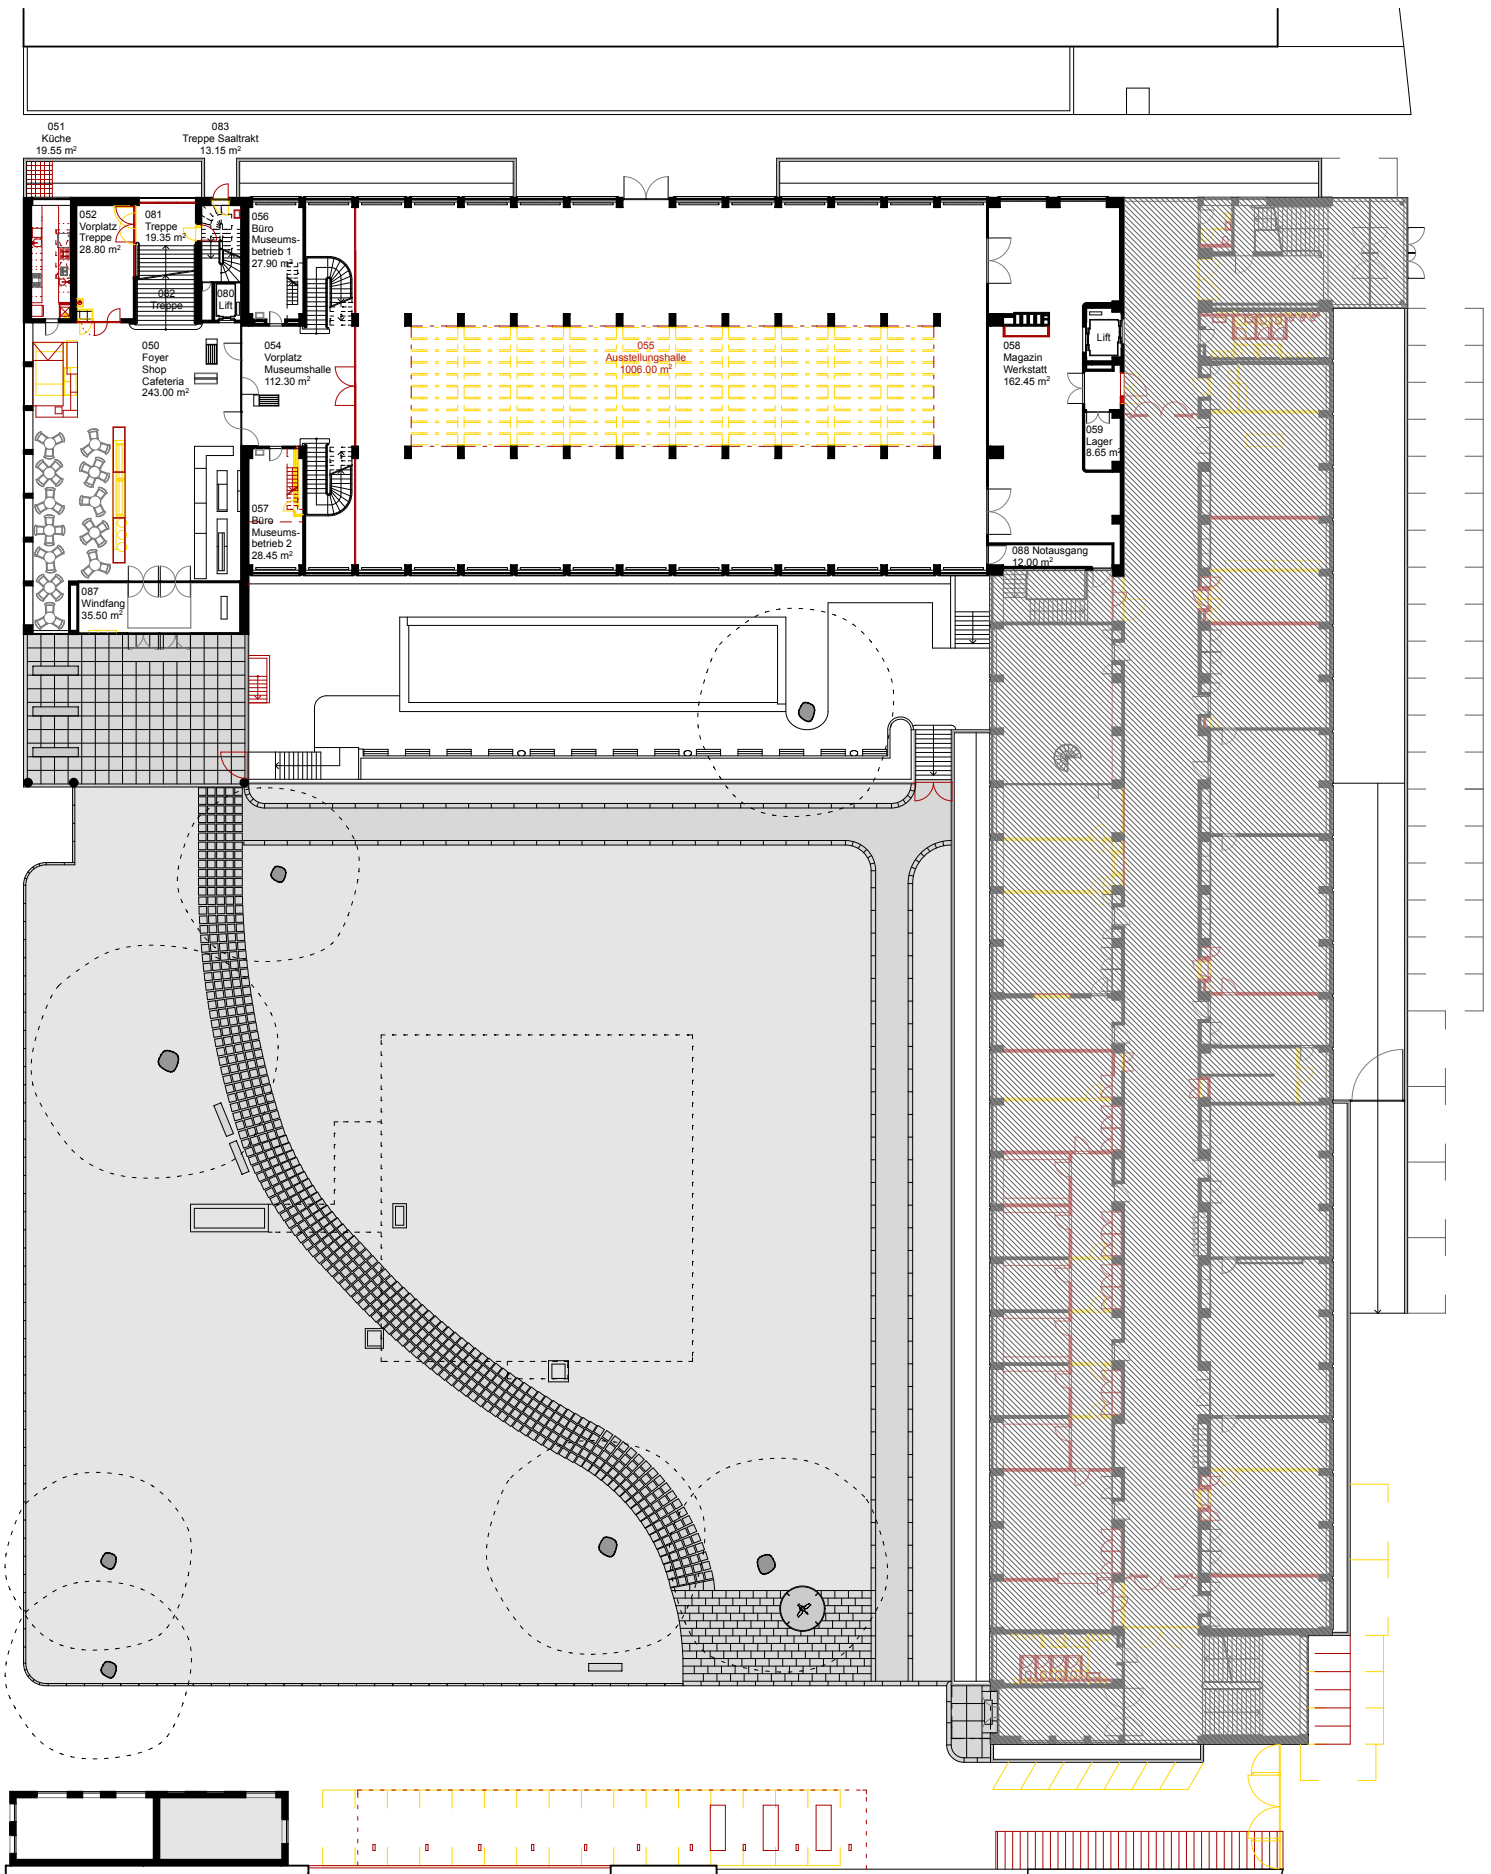 051
Küche
19.55 m²
083
Treppe Saaltrakt
13.15 m²
052
Vorplatz
Treppe
28.80 m²
081
Treppe
19.35 m²
082
Treppe
080
Lift
056
Büro
Museums-
betrieb 1
27.90 m²
050
Foyer
Shop
Cafeteria
243.00 m²
054
Vorplatz
Museumshalle
112.30 m²
055
Ausstellungshalle
1006.00 m²
058
Magazin
Werkstatt
162.45 m²
Lift
059
Lager
8.65 m²
057
Büro
Museums-
betrieb 2
28.45 m²
088 Notausgang
12.00 m²
087
Windfang
35.50 m²